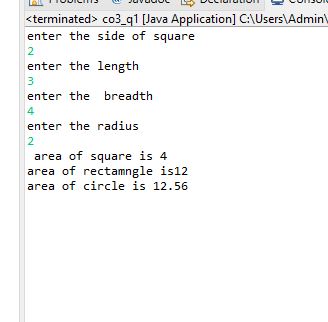 Problems @ Javadoc Declaration Console
<terminated> co3_q1 [Java Application] C:\Users\Admin\
enter the side of square
2
enter the length
3
enter the  breadth
4
enter the radius
2
 area of square is 4
area of rectamngle is12
area of circle is 12.56